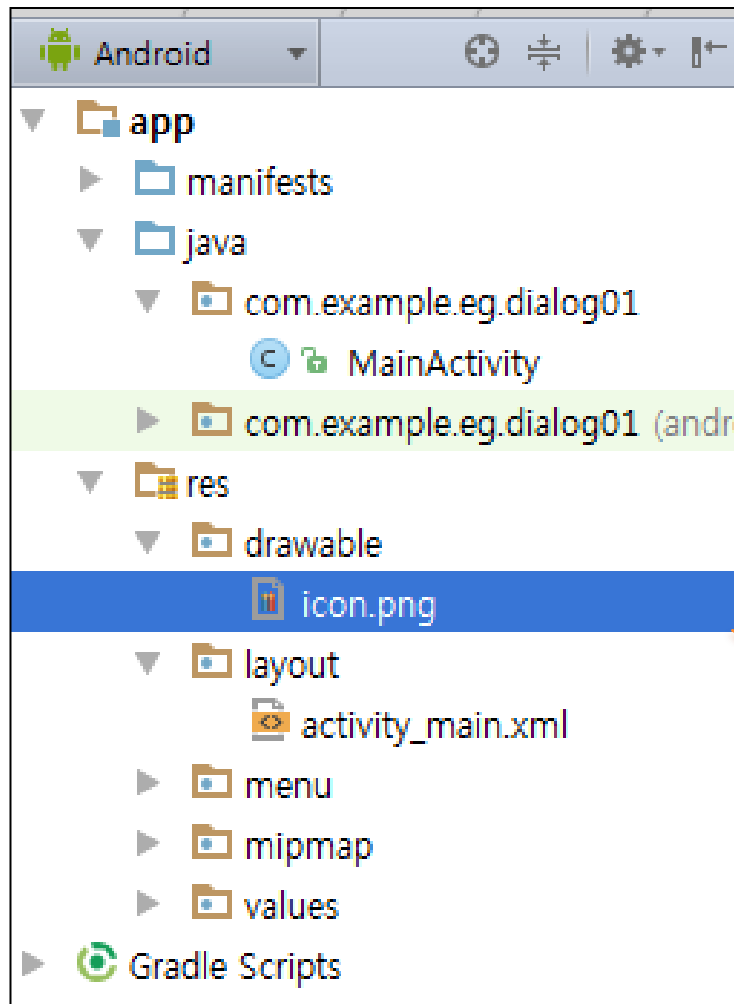 Android
app
manifests
java
com.example.eg.dialog01
MainActivity
com.example.eg.dialog01 (andr
res
drawable
icon.png
layout
activity_main.xml
menu
mipmap
values
Gradle Scripts